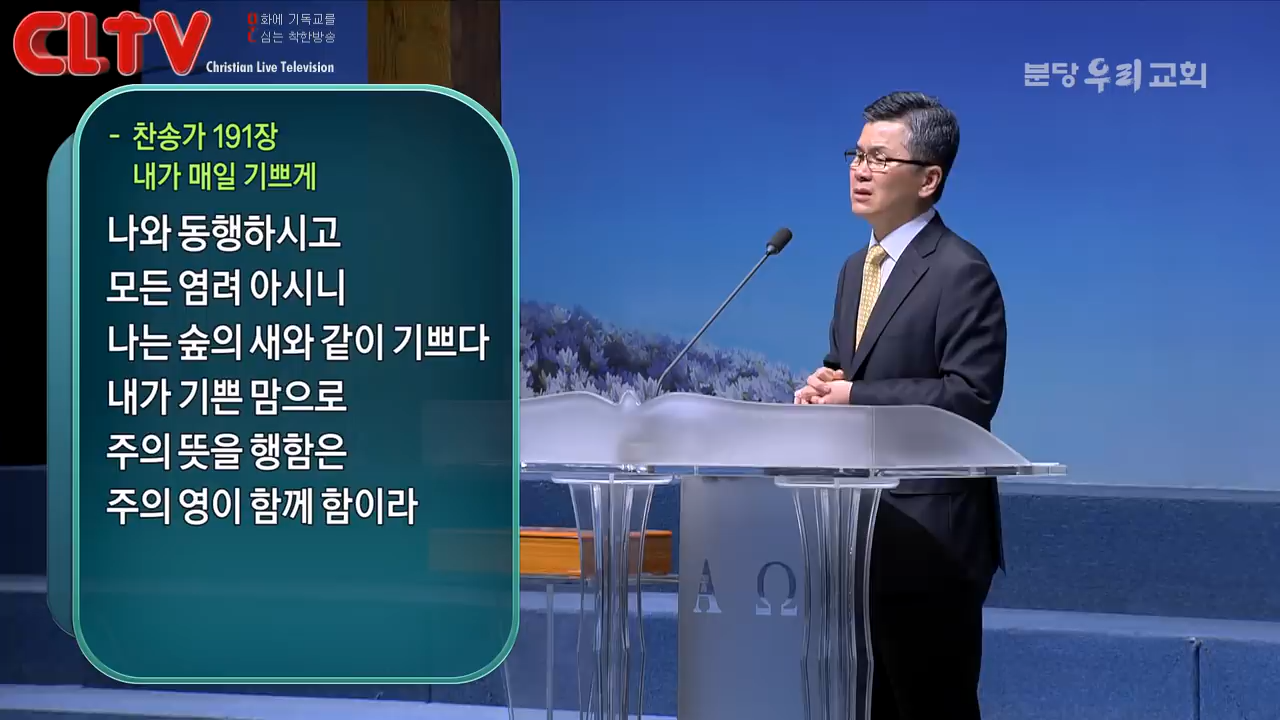 CLTV
화에 기독교를
심는 착한방송
Christian Live Television
분당우리교회
- 찬송가 191장
내가 매일 기쁘게
나와 동행하시고
모든 염려 아시니
나는 숲의 새와 같이 기쁘다
내가 기쁜 맘으로
주의 뜻을 행함은
주의 영이 함께 함이라
Α Ω